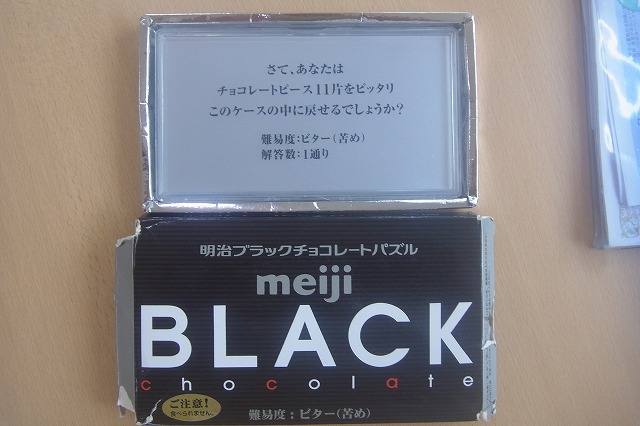 さて、あなたは
チョコレートピース11片をピッタリ
このケースの中に戻せるでしょうか?
難易度:ビター(苦め)
解答数:1通り
明治ブラックチョコレートパズル
meiji
BLACK
chocolate
ご注意!
食べられません。
難易度:ビター(苦め)